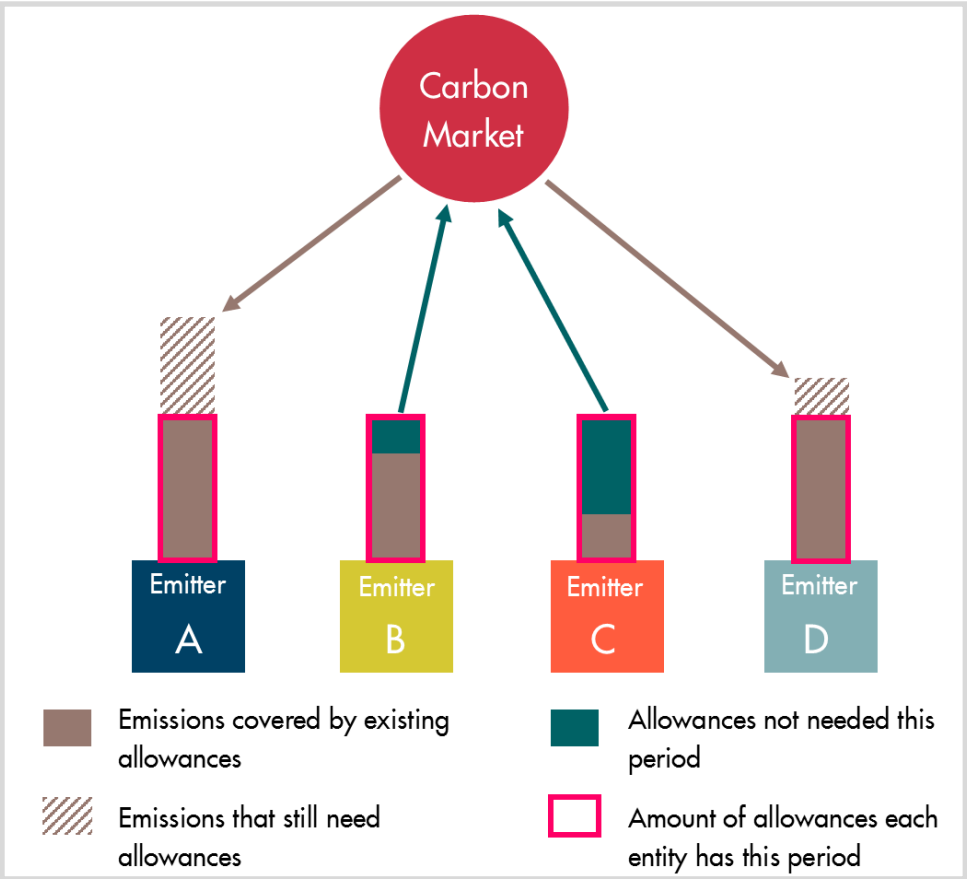 Carbon
Market
Emitter
A
Emitter
B
Emitter
C
Emitter
D
Emissions covered by existing
allowances
Emissions that still need
allowances
Allowances not needed this
period
Amount of allowances each
entity has this period